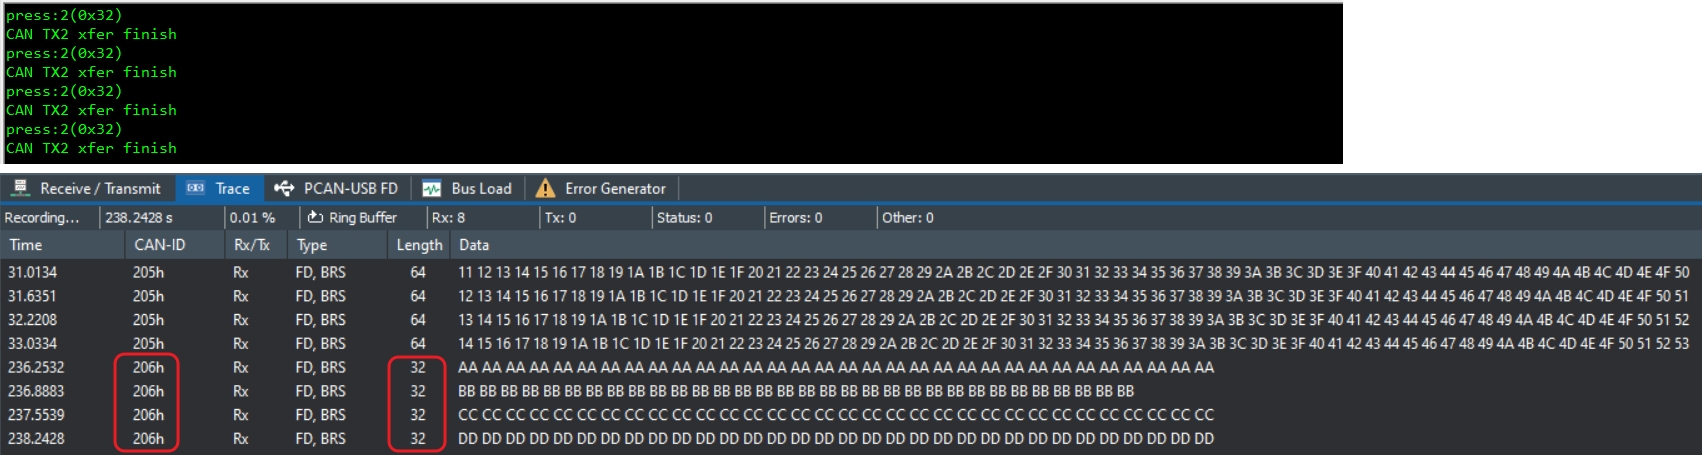 press:2(0x32)
CAN TX2 xfer finish
press:2(0x32)
CAN TX2 xfer finish
press:2(0x32)
CAN TX2 xfer finish
press:2(0x32)
CAN TX2 xfer finish
Receive / Transmit Trace PCAN-USB FD Bus Load Error Generator
Recording... 238.2428 s 0.01 % Ring Buffer Rx: 8 Tx: 0 Status: 0 Errors: 0 Other: 0
Time CAN-ID Rx/Tx Type Length Data
31.0134 205h Rx FD, BRS 64 11 12 13 14 15 16 17 18 19 1A 1B 1C 1D 1E 1F 20 21 22 23 24 25 26 27 28 29 2A 2B 2C 2D 2E 2F 30 31 32 33 34 35 36 37 38 39 3A 3B 3C 3D 3E 3F 40 41 42 43 44 45 46 47 48 49 4A 4B 4C 4D 4E 4F 50
31.6351 205h Rx FD, BRS 64 12 13 14 15 16 17 18 19 1A 1B 1C 1D 1E 1F 20 21 22 23 24 25 26 27 28 29 2A 2B 2C 2D 2E 2F 30 31 32 33 34 35 36 37 38 39 3A 3B 3C 3D 3E 3F 40 41 42 43 44 45 46 47 48 49 4A 4B 4C 4D 4E 4F 50 51
32.2208 205h Rx FD, BRS 64 13 14 15 16 17 18 19 1A 1B 1C 1D 1E 1F 20 21 22 23 24 25 26 27 28 29 2A 2B 2C 2D 2E 2F 30 31 32 33 34 35 36 37 38 39 3A 3B 3C 3D 3E 3F 40 41 42 43 44 45 46 47 48 49 4A 4B 4C 4D 4E 4F 50 51 52
33.0334 205h Rx FD, BRS 64 14 15 16 17 18 19 1A 1B 1C 1D 1E 1F 20 21 22 23 24 25 26 27 28 29 2A 2B 2C 2D 2E 2F 30 31 32 33 34 35 36 37 38 39 3A 3B 3C 3D 3E 3F 40 41 42 43 44 45 46 47 48 49 4A 4B 4C 4D 4E 4F 50 51 52 53
236.2532 206h Rx FD, BRS 32 AA AA AA AA AA AA AA AA AA AA AA AA AA AA AA AA AA AA AA AA AA AA AA AA AA AA AA AA AA AA AA AA
236.8883 206h Rx FD, BRS 32 BB BB BB BB BB BB BB BB BB BB BB BB BB BB BB BB BB BB BB BB BB BB BB BB BB BB BB BB BB BB BB BB
237.5539 206h Rx FD, BRS 32 CC CC CC CC CC CC CC CC CC CC CC CC CC CC CC CC CC CC CC CC CC CC CC CC CC CC CC CC CC CC CC CC
238.2428 206h Rx FD, BRS 32 DD DD DD DD DD DD DD DD DD DD DD DD DD DD DD DD DD DD DD DD DD DD DD DD DD DD DD DD DD DD DD DD